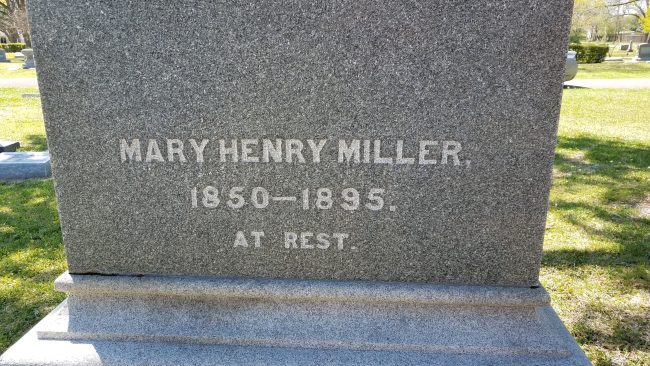 MARY HENRY MILLER,
1850—1895.
AT REST.